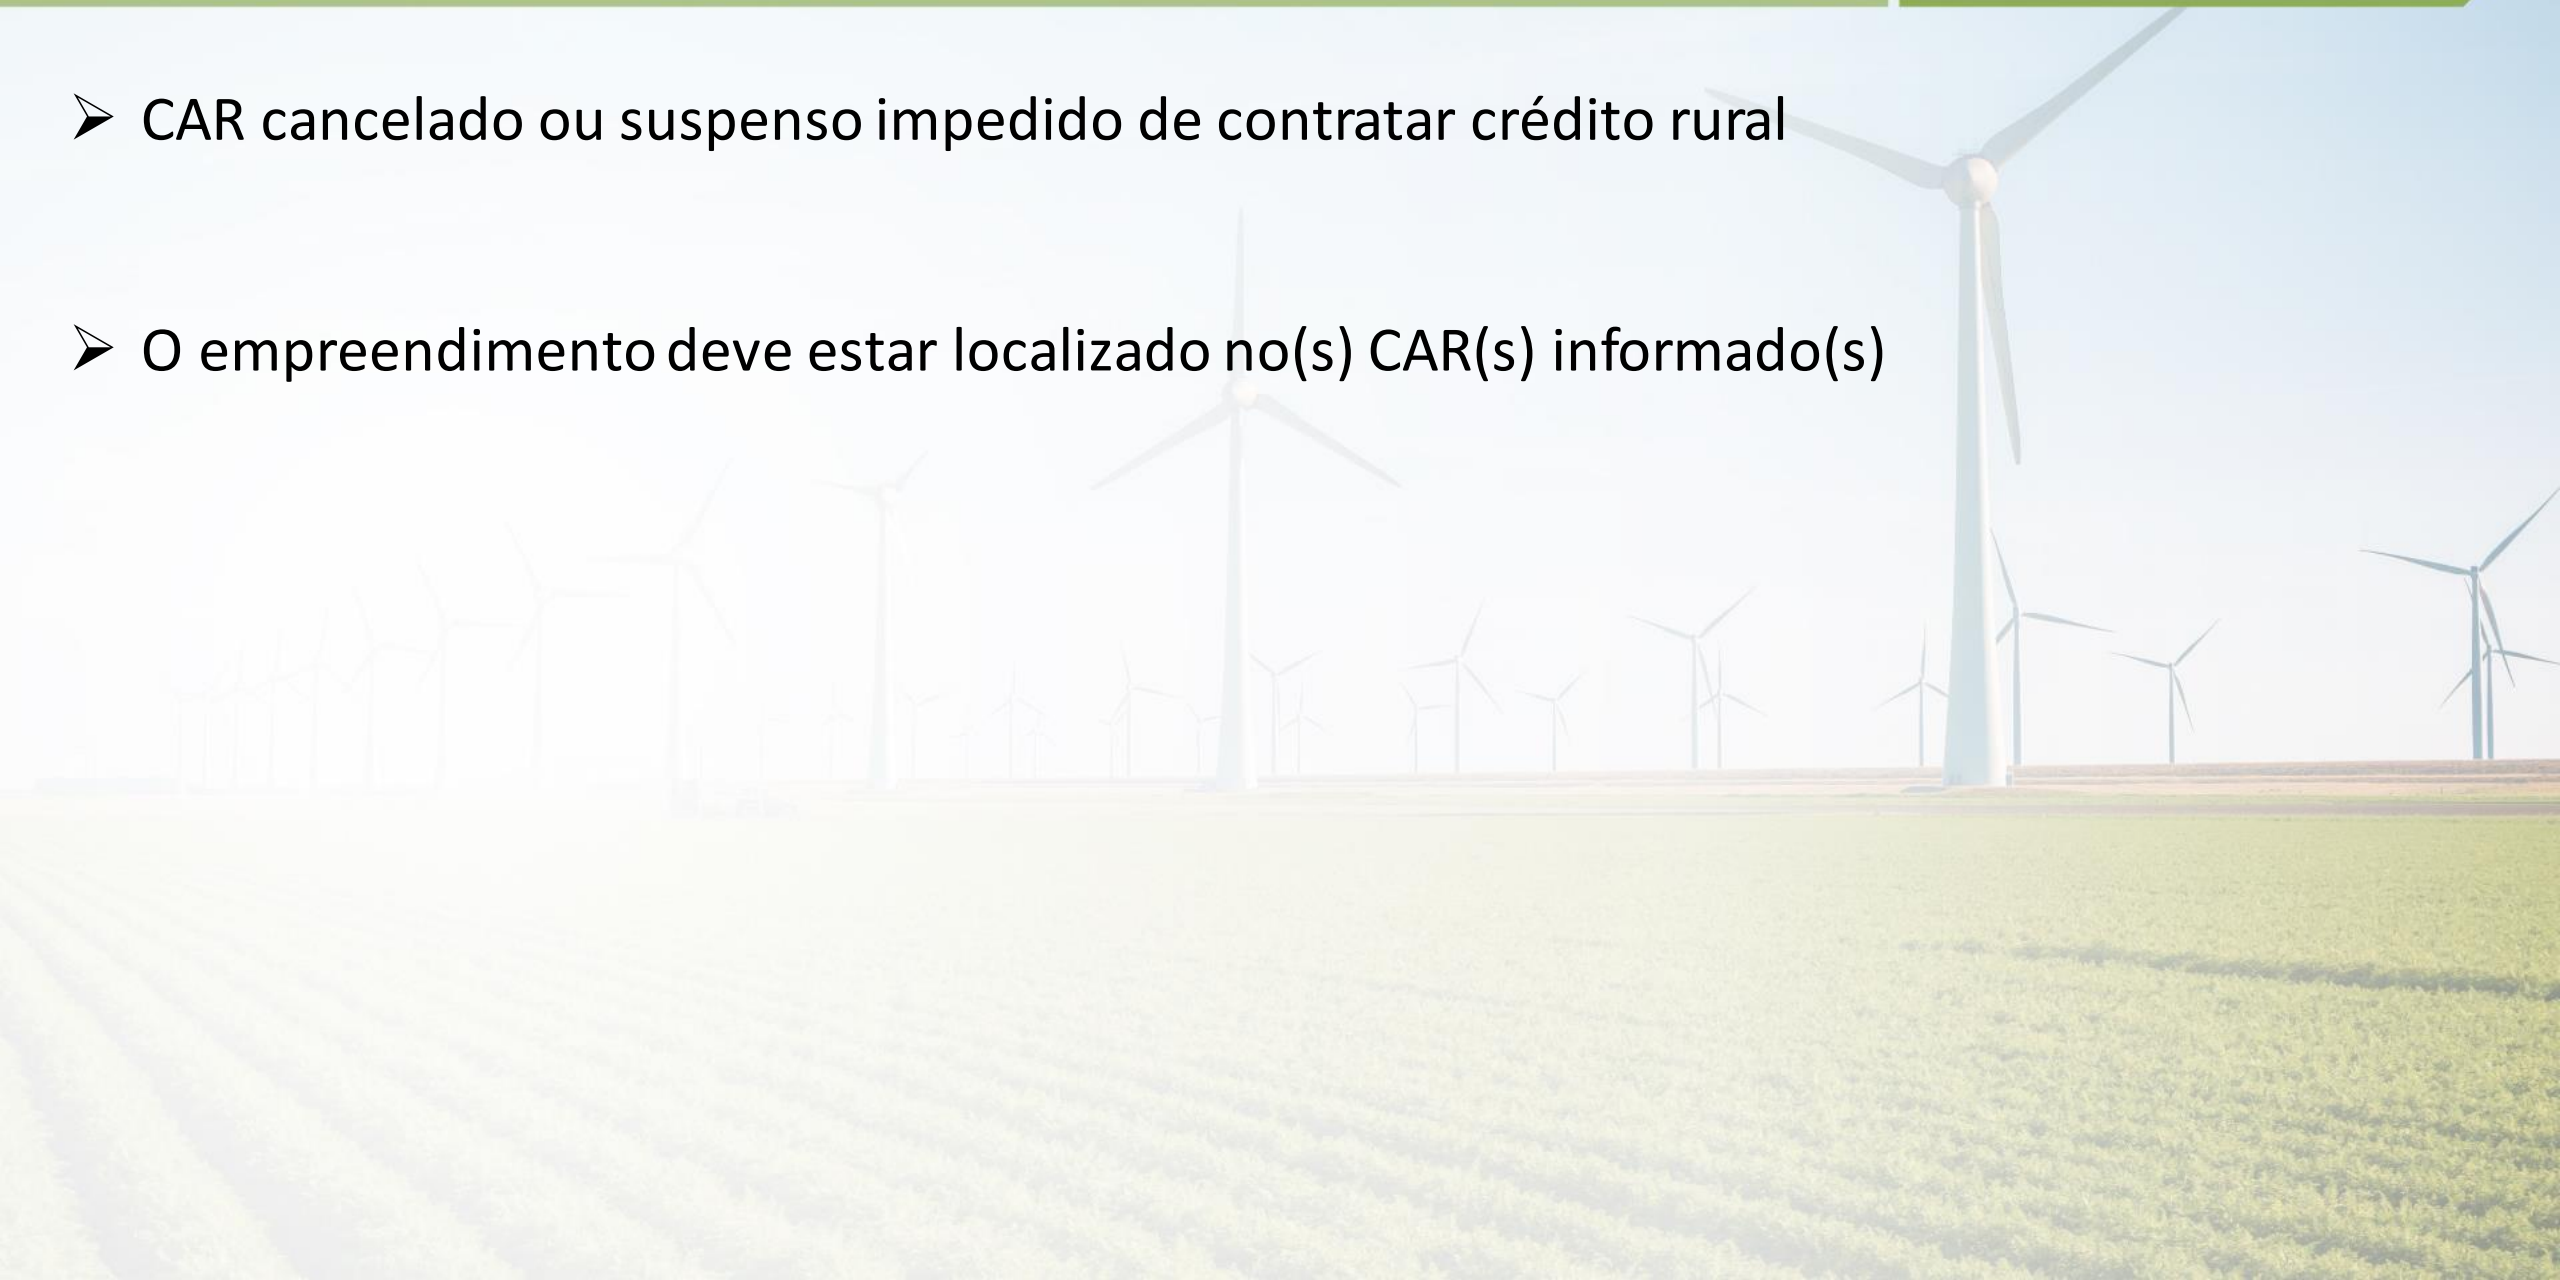 CAR cancelado ou suspenso impedido de contratar crédito rural
O empreendimento deve estar localizado no(s) CAR(s) informado(s)